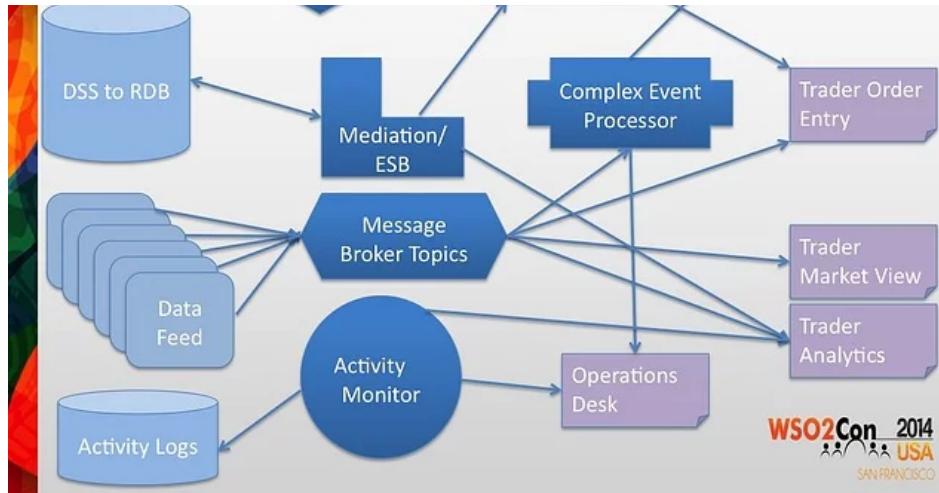 DSS to RDB
Mediation/
ESB
Complex Event
Processor
Trader Order
Entry
Message
Broker Topics
Trader
Market View
Data
Feed
Trader
Analytics
Activity
Monitor
Operations
Desk
Activity Logs
WSO2Con 2014
USA
SAN FRANCISCO